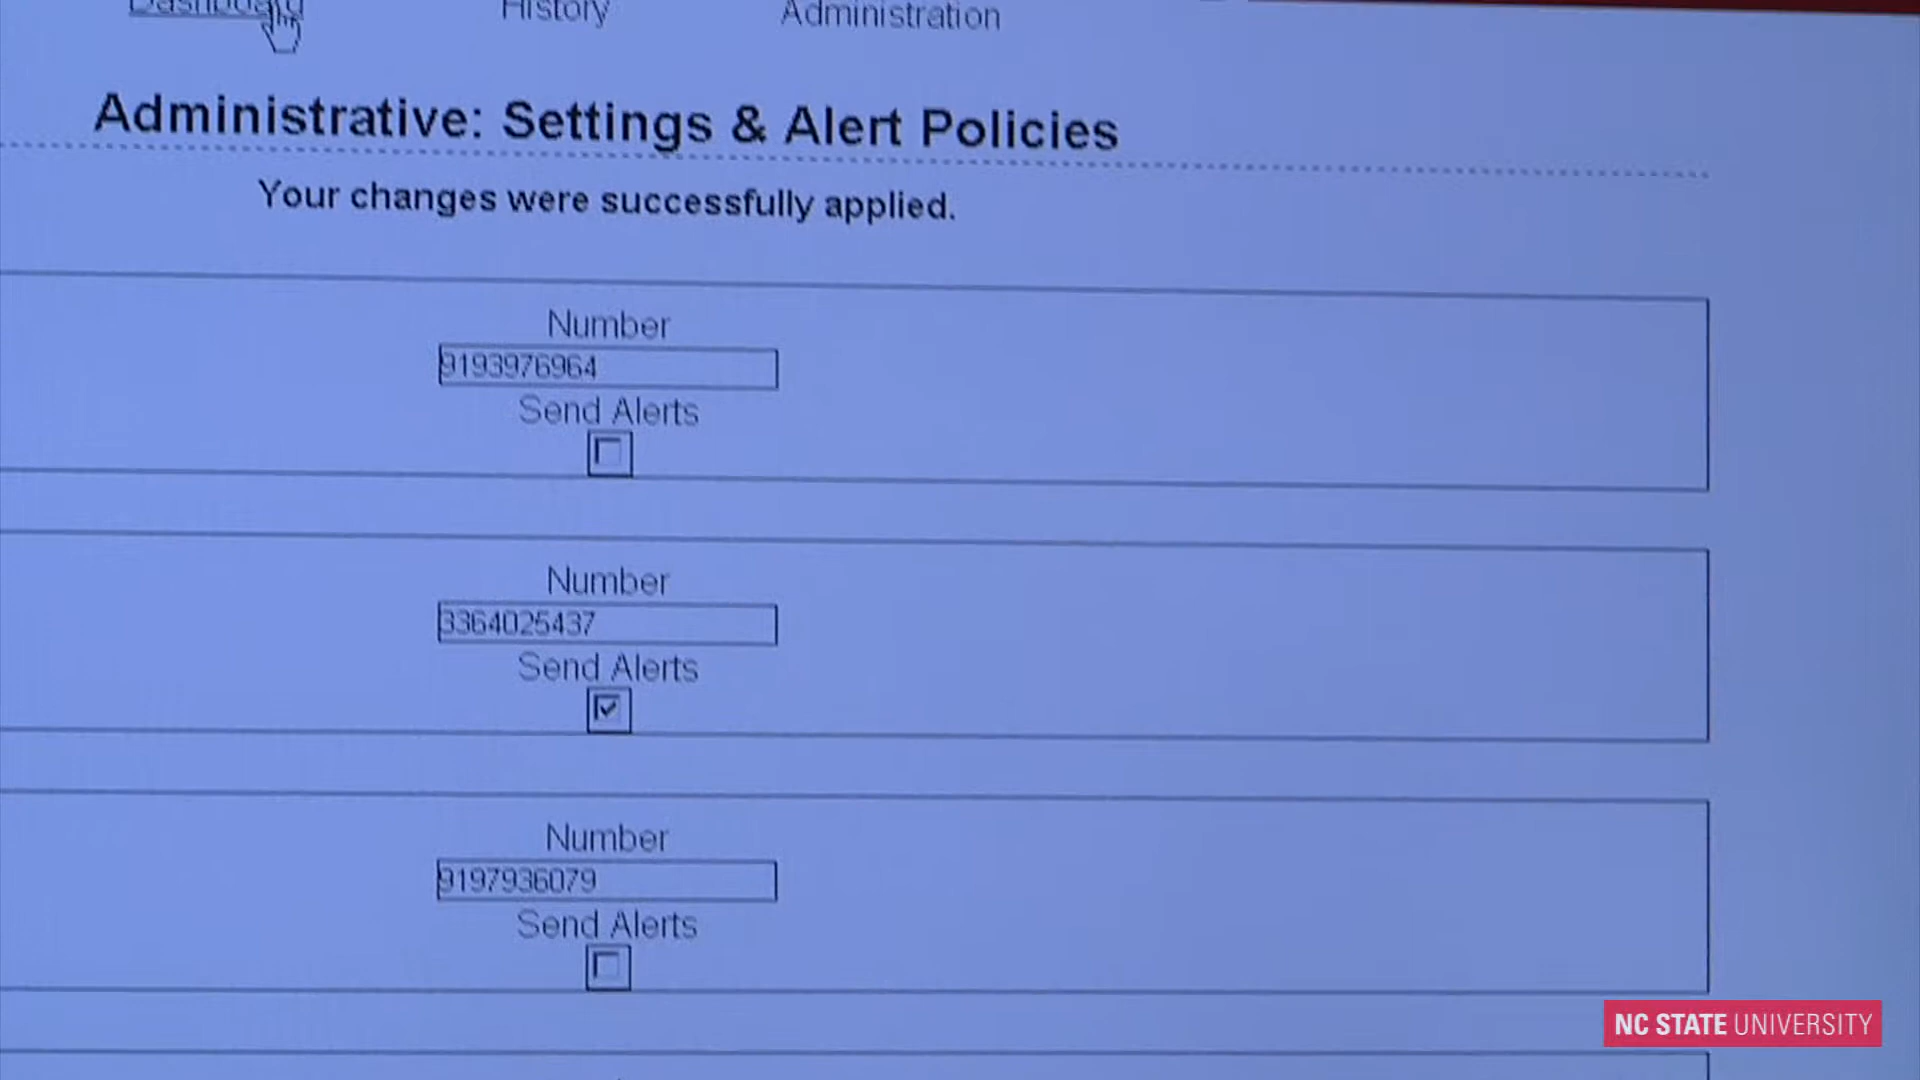 Dashboard History Administration
Administrative: Settings & Alert Policies
Your changes were successfully applied.
Number
9193976964
Send Alerts
Number
3364025437
Send Alerts
Number
9197936079
Send Alerts
NC STATE UNIVERSITY